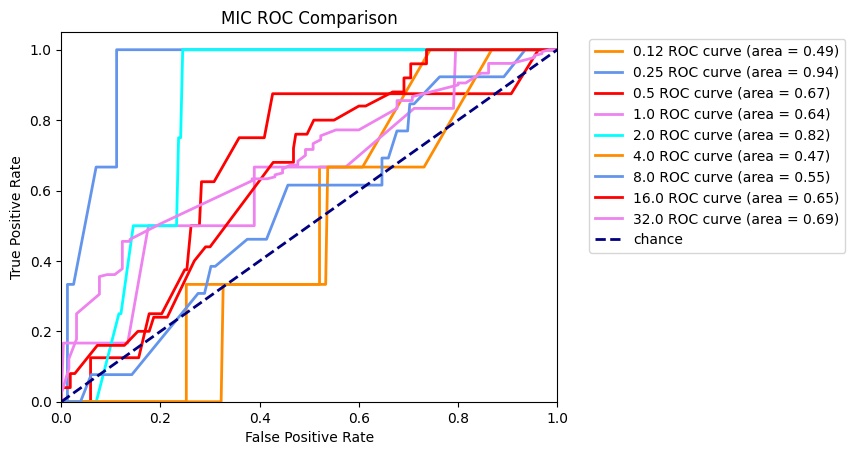 MIC ROC Comparison
True Positive Rate
1.0
0.8
0.6
0.4
0.2
0.0
0.0 0.2 0.4 0.6 0.8 1.0
False Positive Rate
0.12 ROC curve (area = 0.49)
0.25 ROC curve (area = 0.94)
0.5 ROC curve (area = 0.67)
1.0 ROC curve (area = 0.64)
2.0 ROC curve (area = 0.82)
4.0 ROC curve (area = 0.47)
8.0 ROC curve (area = 0.55)
16.0 ROC curve (area = 0.65)
32.0 ROC curve (area = 0.69)
chance